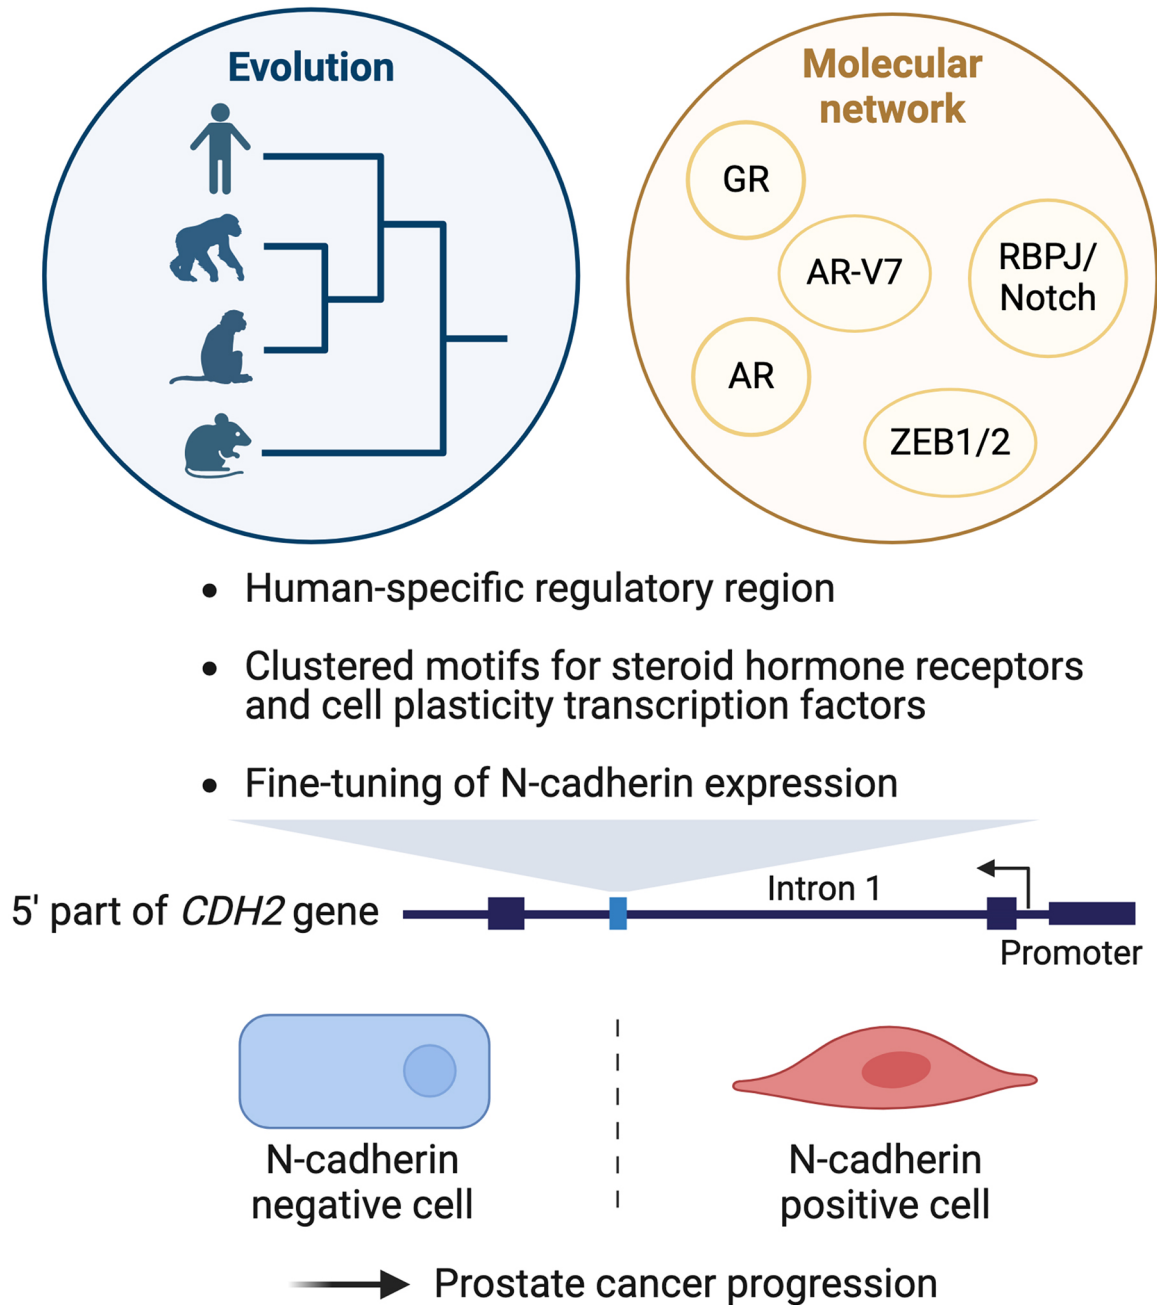 Evolution
Molecular
network
GR
AR-V7
RBPJ/
Notch
AR
ZEB1/2
• Human-specific regulatory region
• Clustered motifs for steroid hormone receptors
and cell plasticity transcription factors
• Fine-tuning of N-cadherin expression
Intron 1
5' part of CDH2 gene
Promoter
N-cadherin
negative cell
N-cadherin
positive cell
Prostate cancer progression